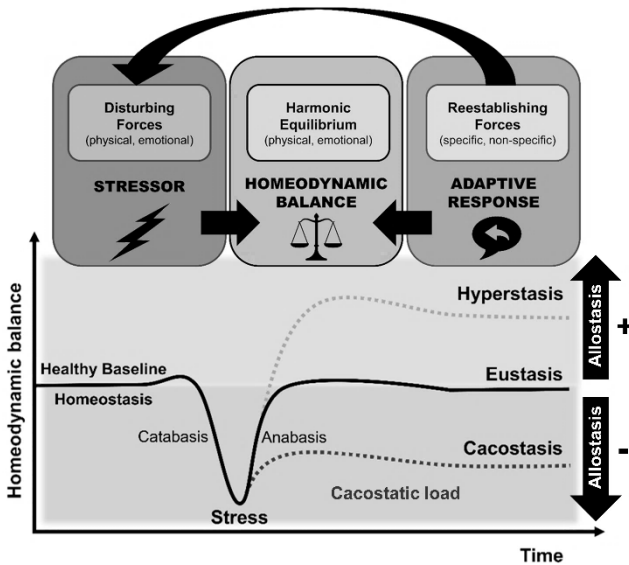 Disturbing
Forces
(physical, emotional)
STRESSOR
Harmonic
Equilibrium
(physical, emotional)
HOMEODYNAMIC
BALANCE
Reestablishing
Forces
(specific, non-specific)
ADAPTIVE
RESPONSE
Homeodynamic balance
Healthy Baseline
Homeostasis
Catabasis
Anabasis
Stress
Hyperstasis
Eustasis
Cacostasis
Cacostatic load
Allostasis
+
Allostasis
-
Time